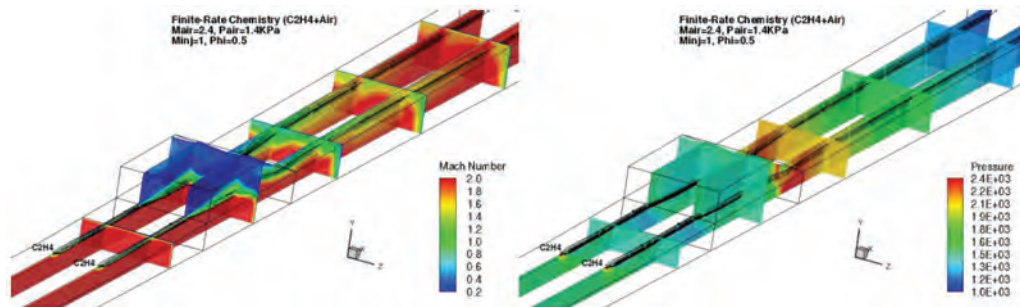 Finite-Rate Chemistry (C2H4+Air)
Mair=2.4, Pair=1.4KPa
Minj=1, Phi=0.5
C2H4
C2H4
Mach Number
2.0
1.8
1.6
1.4
1.2
1.0
0.8
0.6
0.4
0.2
Y
X
Z
Finite-Rate Chemistry (C2H4+Air)
Mair=2.4, Pair=1.4KPa
Minj=1, Phi=0.5
C2H4
C2H4
Pressure
2.4E+03
2.2E+03
2.1E+03
1.9E+03
1.8E+03
1.6E+03
1.5E+03
1.3E+03
1.2E+03
1.0E+03
Y
X
Z